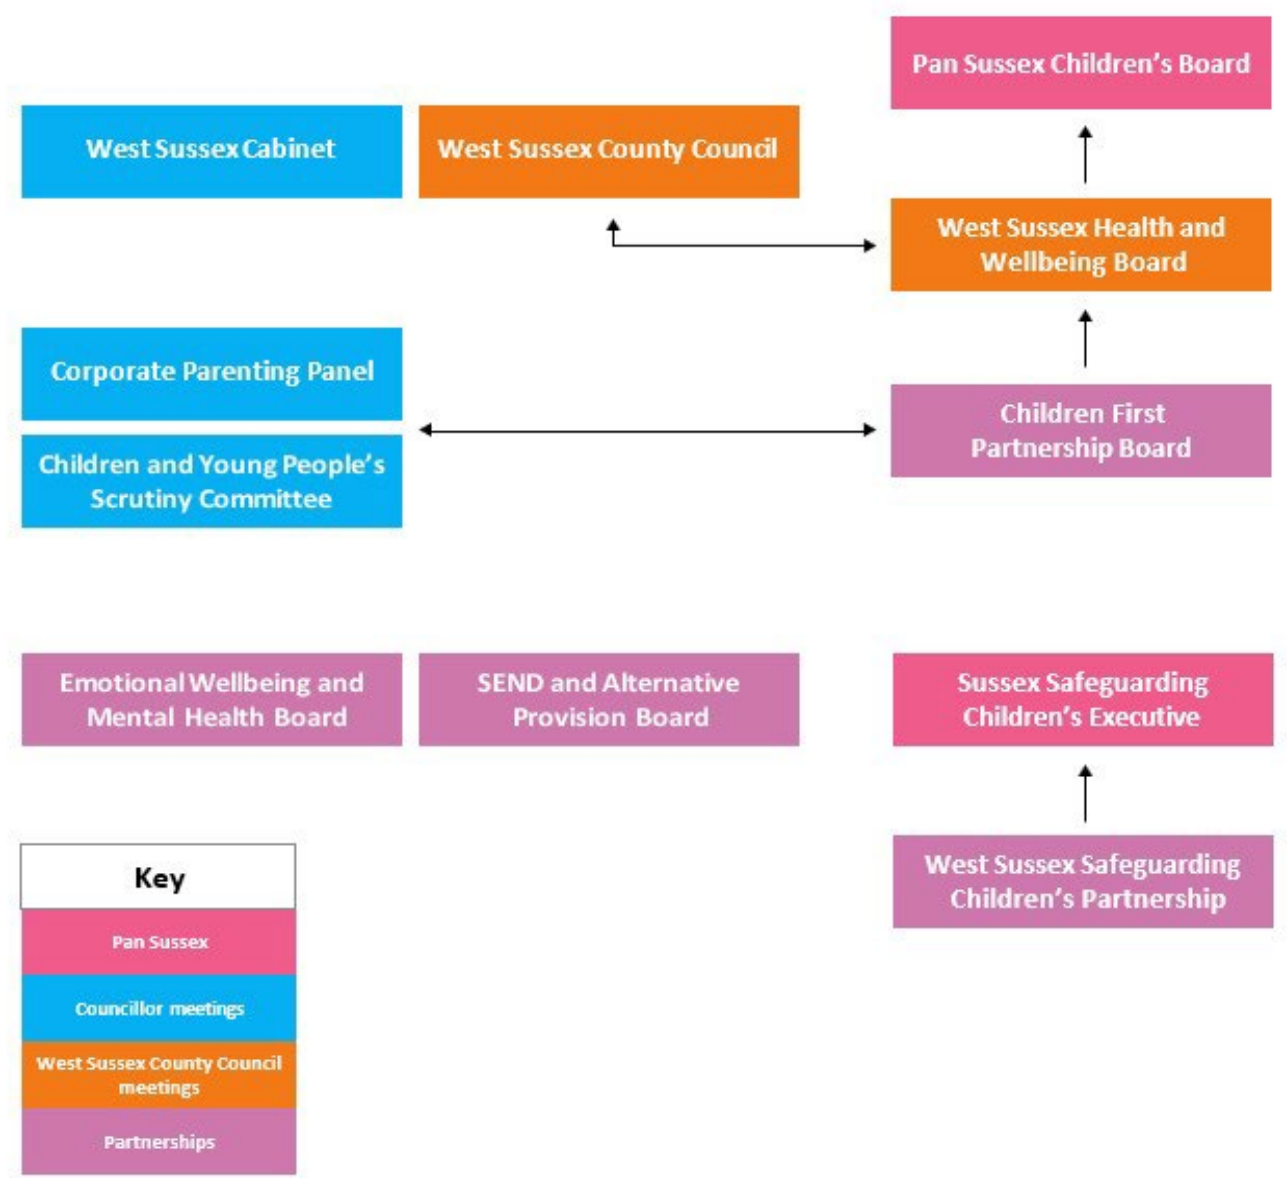 Pan Sussex Children's Board
West Sussex Cabinet
West Sussex County Council
West Sussex Health and
Wellbeing Board
Corporate Parenting Panel
Children First
Partnership Board
Children and Young People's
Scrutiny Committee
Emotional Wellbeing and
Mental Health Board
SEND and Alternative
Provision Board
Sussex Safeguarding
Children's Executive
West Sussex Safeguarding
Children's Partnership
Key
Pan Sussex
Councillor meetings
West Sussex County Council
meetings
Partnerships